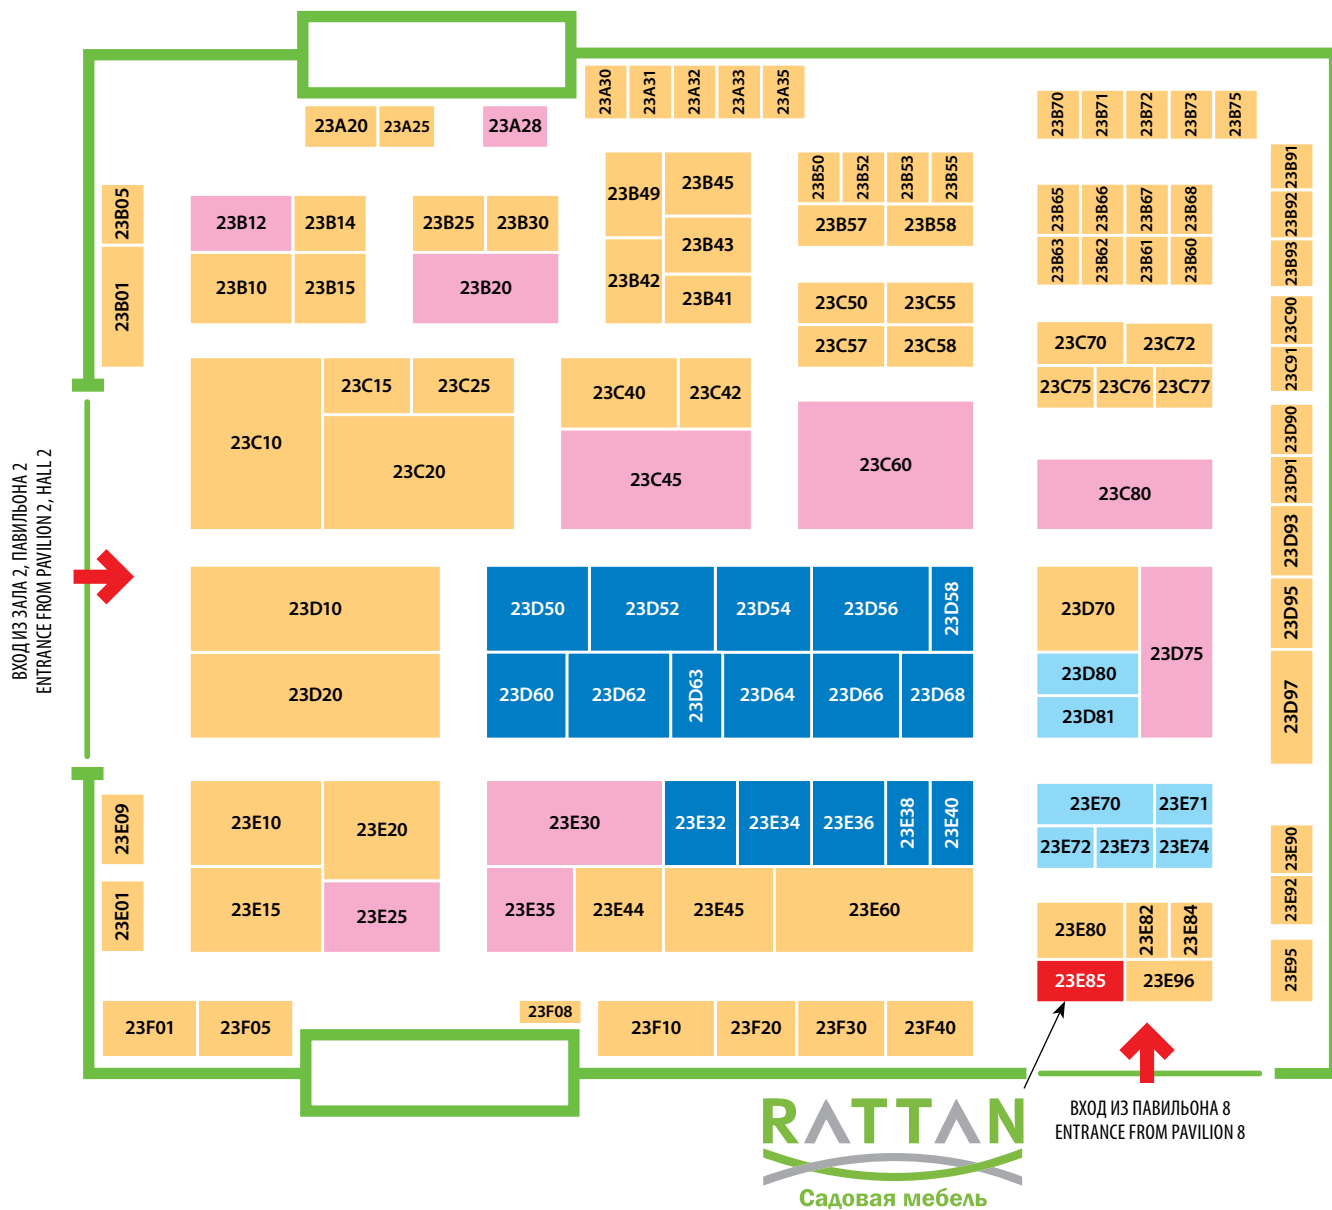 23A30
23A31
23A32
23A33
23A35
23A20
23A25
23A28
23B70
23B71
23B72
23B73
23B75
23B05
23B01
23B12
23B14
23B10
23B15
23B25
23B30
23B20
23B49
23B45
23B43
23B42
23B41
23B50
23B52
23B53
23B55
23B57
23B58
23B65
23B66
23B67
23B68
23B63
23B62
23B61
23B60
23B91
23B92
23B93
23C50
23C55
23C57
23C58
23C70
23C72
23C75
23C76
23C77
23C90
23C91
23C10
23C15
23C25
23C20
23C40
23C42
23C45
23C60
23C80
23D90
23D91
23D93
23D95
23D97
ВХОД ИЗ ЗАЛА 2, ПАВИЛЬОНА 2
ENTRANCE FROM PAVILION 2, HALL 2
23D10
23D20
23D50
23D52
23D54
23D56
23D58
23D60
23D62
23D63
23D64
23D66
23D68
23D70
23D75
23D80
23D81
23E09
23E01
23E10
23E20
23E15
23E25
23E30
23E32
23E34
23E36
23E38
23E40
23E35
23E44
23E45
23E60
23E70
23E71
23E72
23E73
23E74
23E90
23E92
23E95
23E80
23E82
23E84
23E85
23E96
23F01
23F05
23F08
23F10
23F20
23F30
23F40
RATTAN
Садовая мебель
ВХОД ИЗ ПАВИЛЬОНА 8
ENTRANCE FROM PAVILION 8